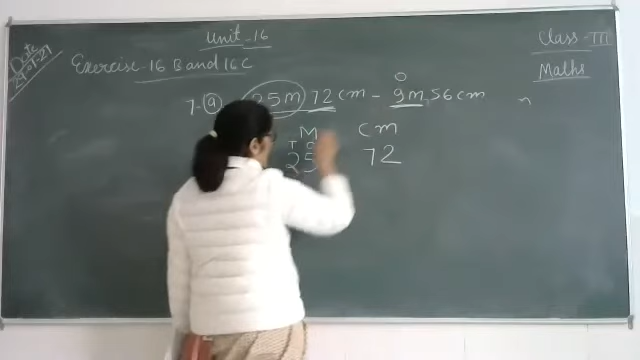 Unit-16
Class-III
Date
29-01-21
Exercise-16 B and 16 C
Maths
O
7. (a) 25m 72cm - 9m, 56cm
M Cm
T O
25 72